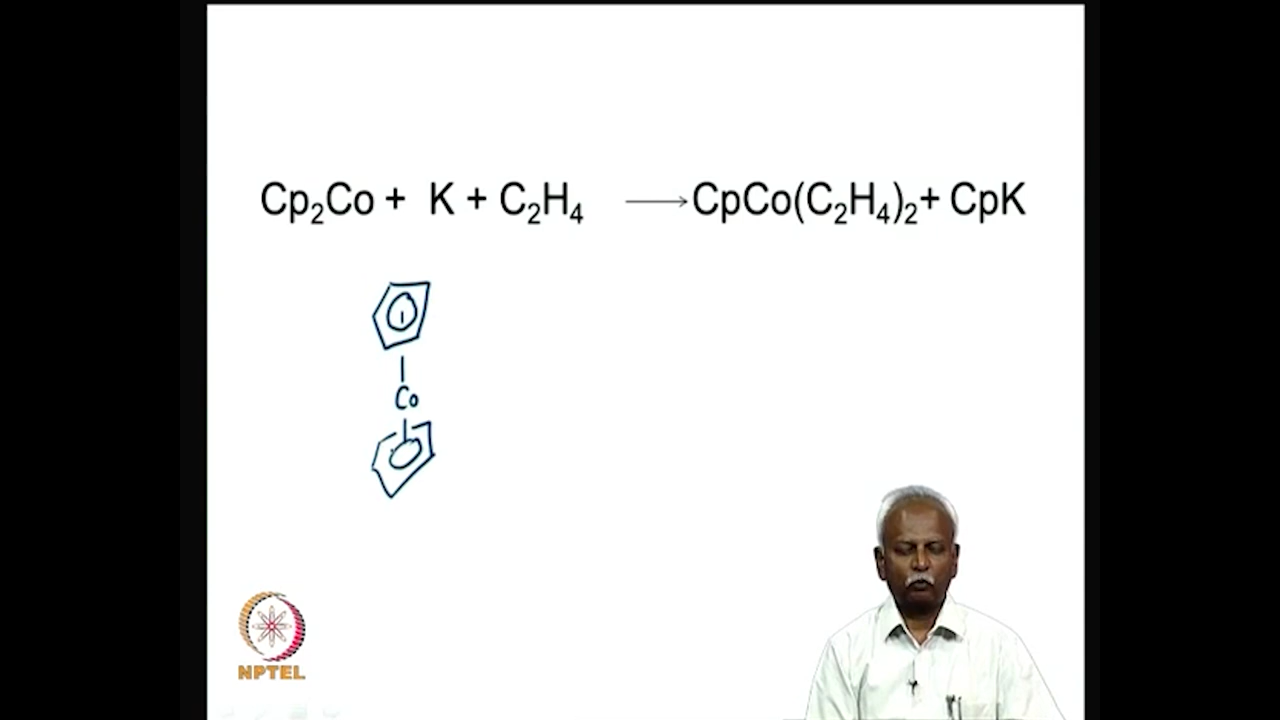 Cp₂Co + K + C₂H₄ ⟶ CpCo(C₂H₄)₂ + CpK
Co
NPTEL